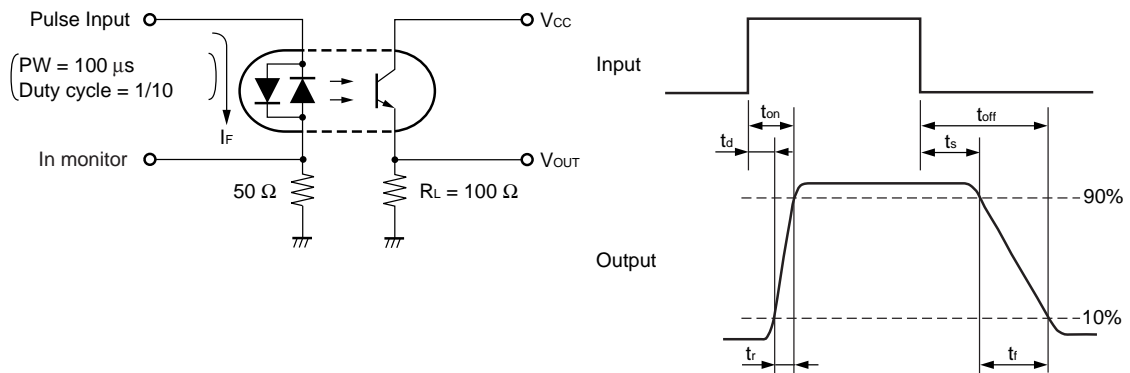 Pulse Input
PW = 100 μs
Duty cycle = 1/10
IF
In monitor
50 Ω
VCC
VOUT
RL = 100 Ω
Input
ton
toff
td
ts
90%
Output
10%
tr
tf